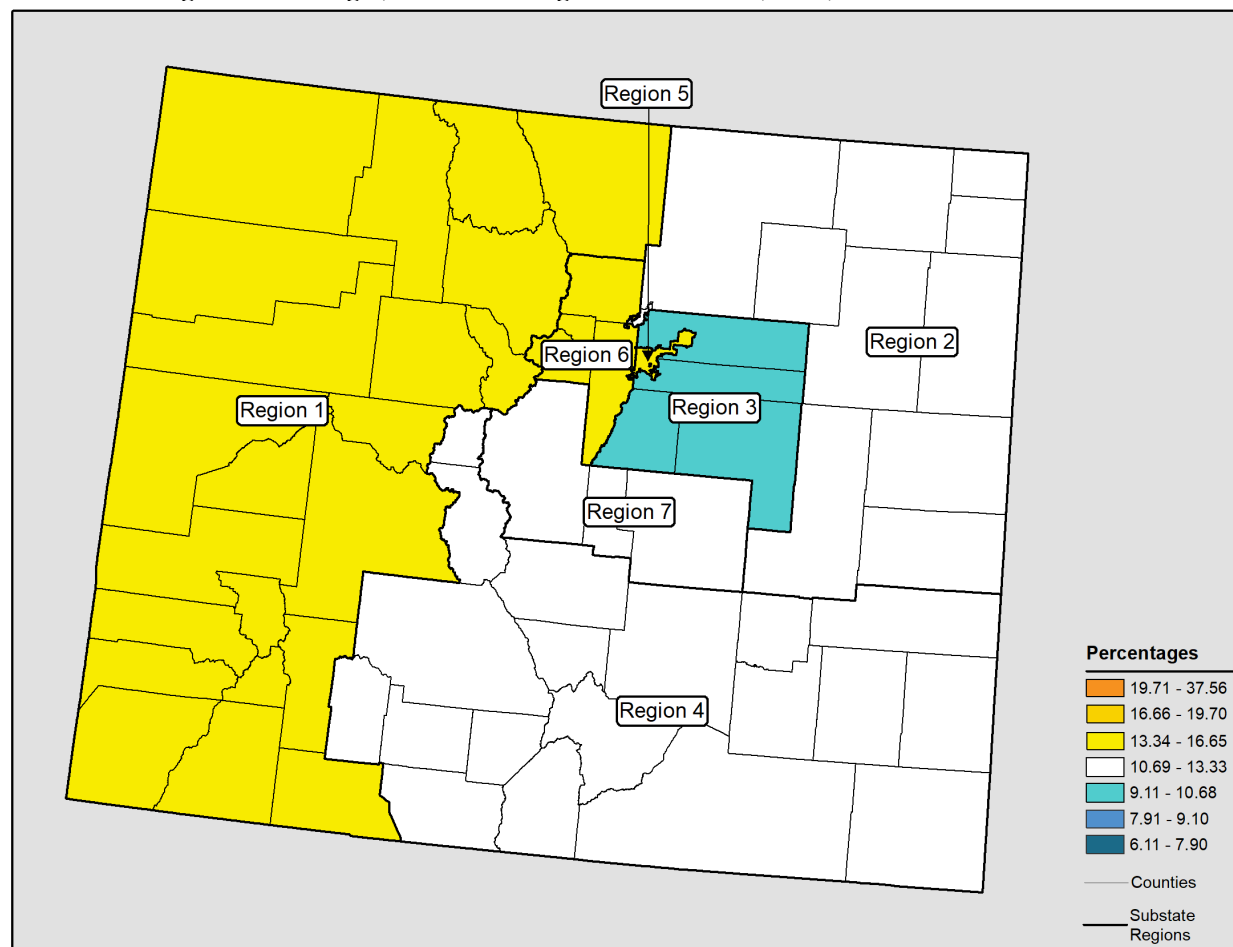 Region 5
Region 2
Region 6
Region 3
Region 1
Region 7
Region 4
Percentages
19.71 - 37.56
16.66 - 19.70
13.34 - 16.65
10.69 - 13.33
9.11 - 10.68
7.91 - 9.10
6.11 - 7.90
Counties
Substate
Regions